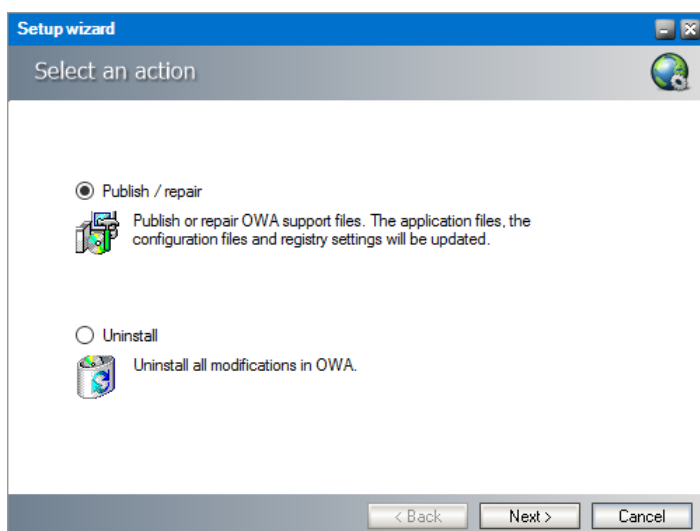 Setup wizard
Select an action
Publish / repair
Publish or repair OWA support files. The application files, the
configuration files and registry settings will be updated.
Uninstall
Uninstall all modifications in OWA.
< Back
Next >
Cancel